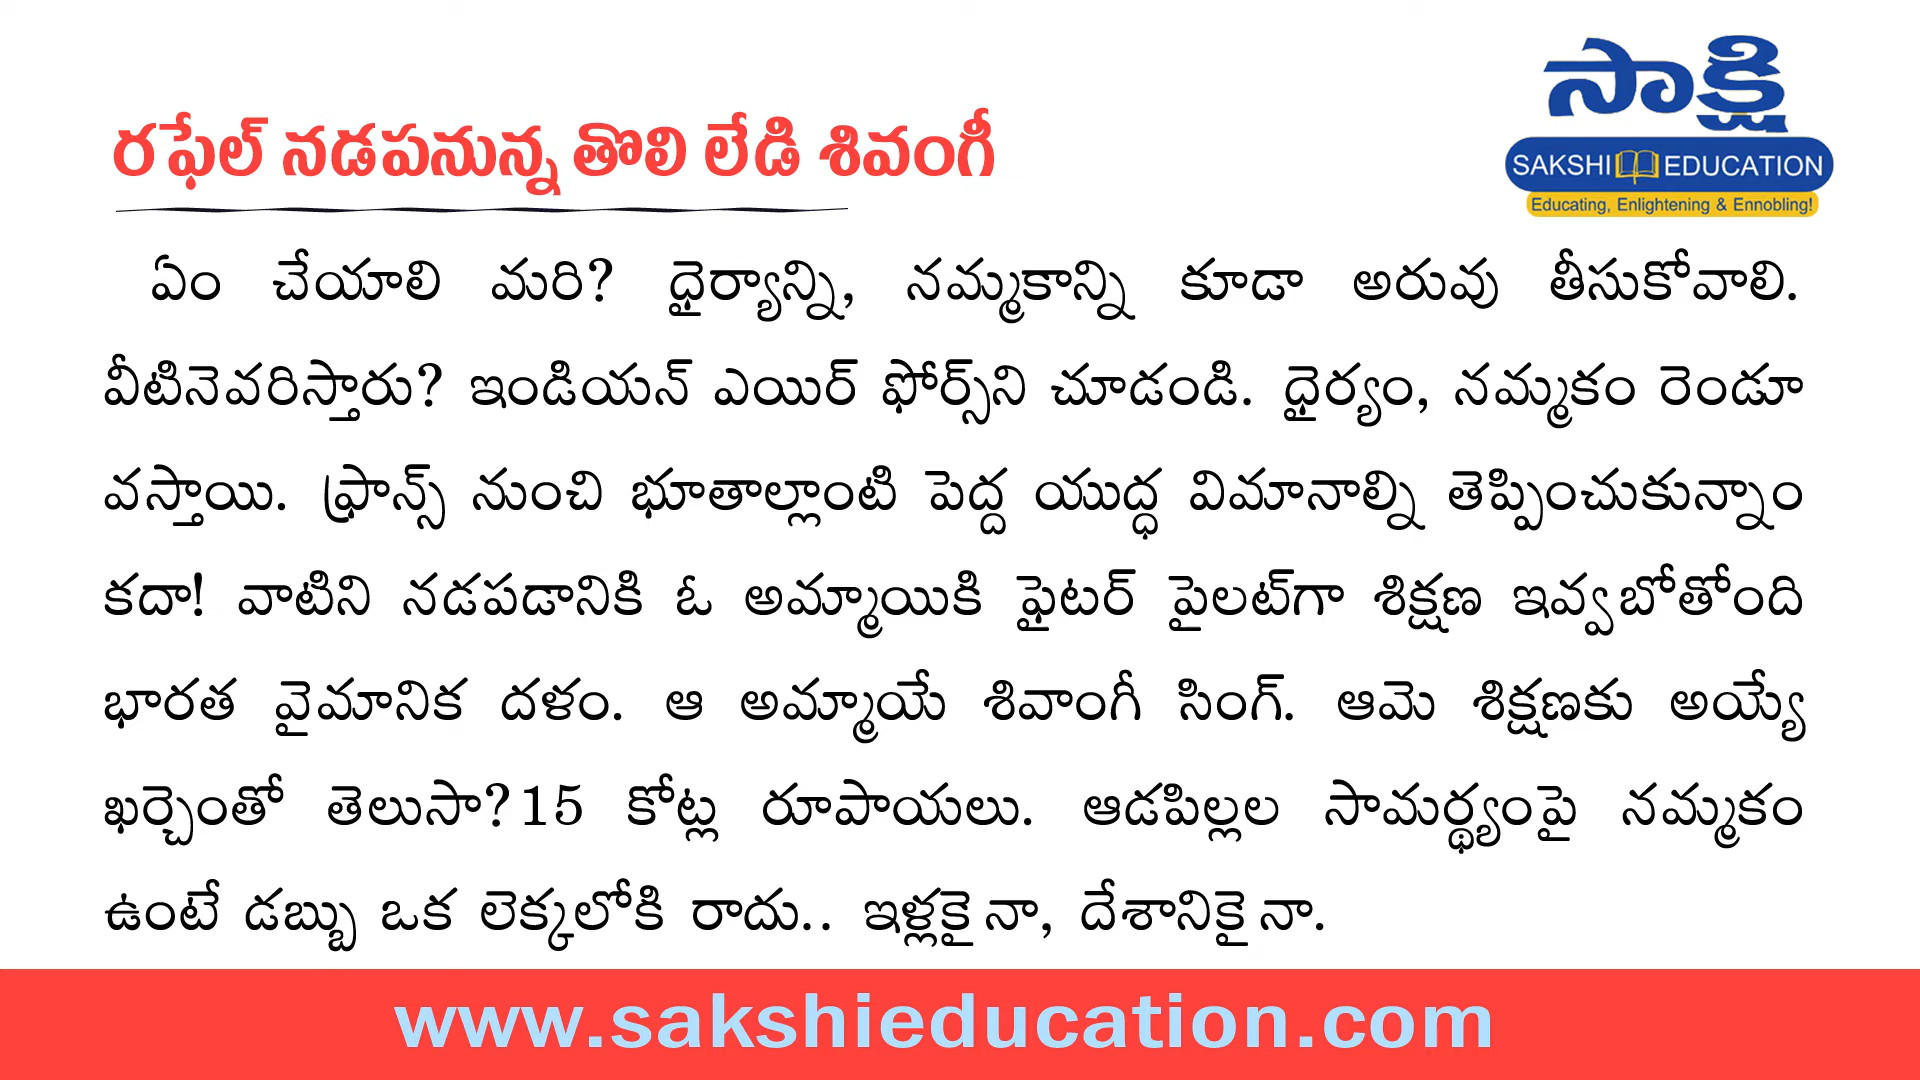 సాక్షి
SAKSHI EDUCATION
Educating, Enlightening & Ennobling!
రఫేల్ నడపనున్న తొలి లేడి శివంగీ
ఏం చేయాలి మరి? ధైర్యాన్ని, నమ్మకాన్ని కూడా అరువు తీసుకోవాలి.
వీటినెవరిస్తారు? ఇండియన్ ఎయిర్ ఫోర్స్‌ని చూడండి. ధైర్యం, నమ్మకం రెండూ
వస్తాయి. ఫ్రాన్స్ నుంచి భూతాల్లాంటి పెద్ద యుద్ధ విమానాల్ని తెప్పించుకున్నాం
కదా! వాటిని నడపడానికి ఓ అమ్మాయికి ఫైటర్ పైలట్‌గా శిక్షణ ఇవ్వబోతోంది
భారత వైమానిక దళం. ఆ అమ్మాయే శివాంగీ సింగ్. ఆమె శిక్షణకు అయ్యే
ఖర్చెంతో తెలుసా?15 కోట్ల రూపాయలు. ఆడపిల్లల సామర్థ్యంపై నమ్మకం
ఉంటే డబ్బు ఒక లెక్కలోకి రాదు.. ఇళ్లకైనా, దేశానికైనా.
www.sakshieducation.com